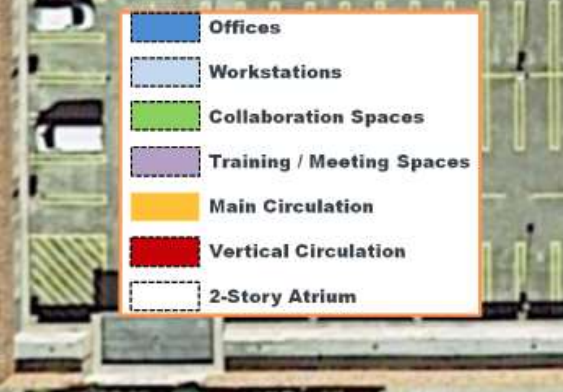 Offices
Workstations
Collaboration Spaces
Training / Meeting Spaces
Main Circulation
Vertical Circulation
2-Story Atrium